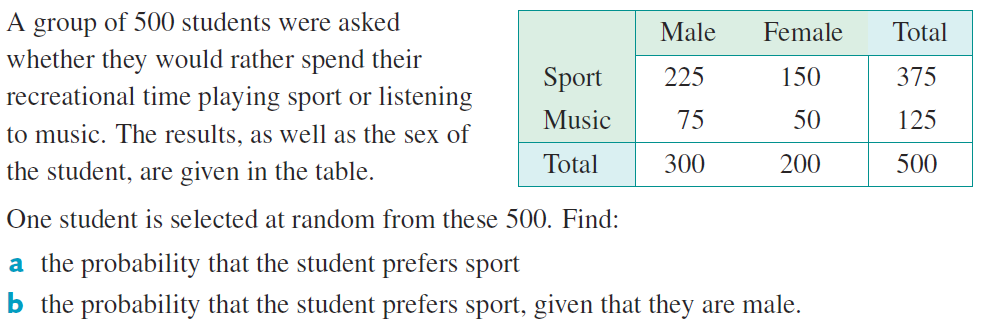 A group of 500 students were asked
whether they would rather spend their
recreational time playing sport or listening
to music. The results, as well as the sex of
the student, are given in the table.
Male Female Total
Sport 225 150 375
Music 75 50 125
Total 300 200 500
One student is selected at random from these 500. Find:
a the probability that the student prefers sport
b the probability that the student prefers sport, given that they are male.